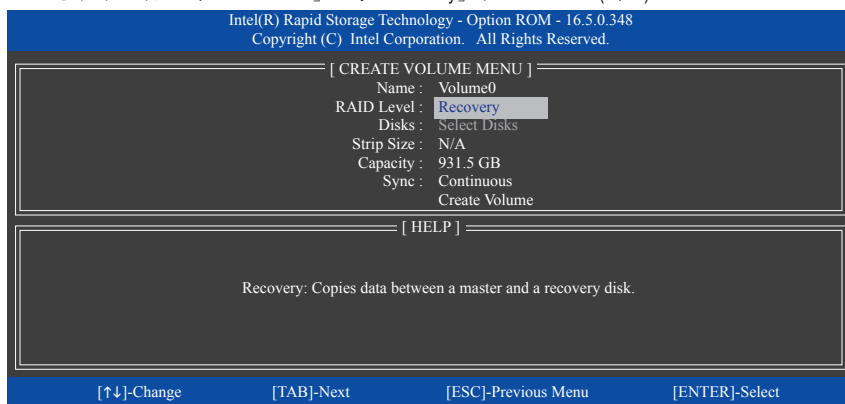 Intel(R) Rapid Storage Technology - Option ROM - 16.5.0.348
Copyright (C) Intel Corporation. All Rights Reserved.
[ CREATE VOLUME MENU ]
Name : Volume0
RAID Level : Recovery
Disks : Select Disks
Strip Size : N/A
Capacity : 931.5 GB
Sync : Continuous
Create Volume
[ HELP ]
Recovery: Copies data between a master and a recovery disk.
[↑↓]-Change [TAB]-Next [ESC]-Previous Menu [ENTER]-Select